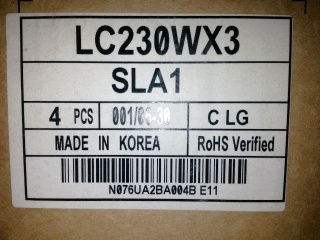 LC230WX3
SLA1
4 PCS C LG
MADE IN KOREA RoHS Verified
N076UA2BA004B E11